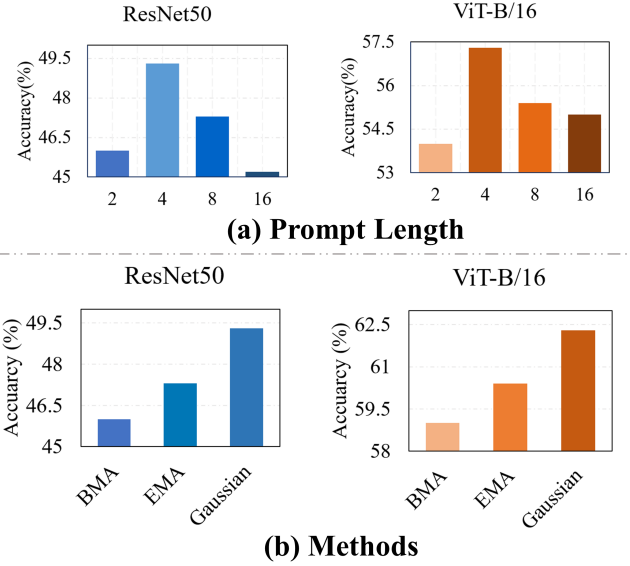 ResNet50
ViT-B/16
Accuracy(%)
49.5
48
46.5
45
2 4 8 16
Accuracy(%)
57.5
56
54.5
53
2 4 8 16
(a) Prompt Length
ResNet50
ViT-B/16
Accuarcy (%)
49.5
48
46.5
45
BMA EMA Gaussian
Accuarcy (%)
62.5
61
59.5
58
BMA EMA Gaussian
(b) Methods